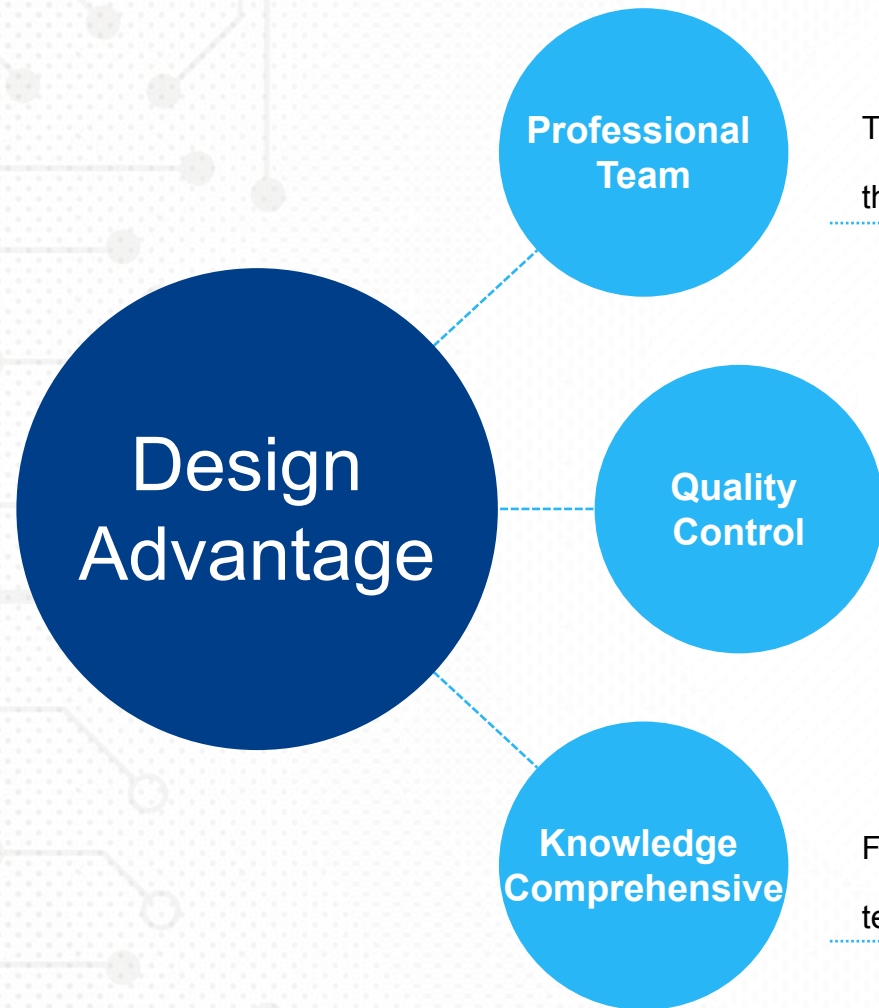 Professional
Team
Design
Advantage
Quality
Control
Knowledge
Comprehensive